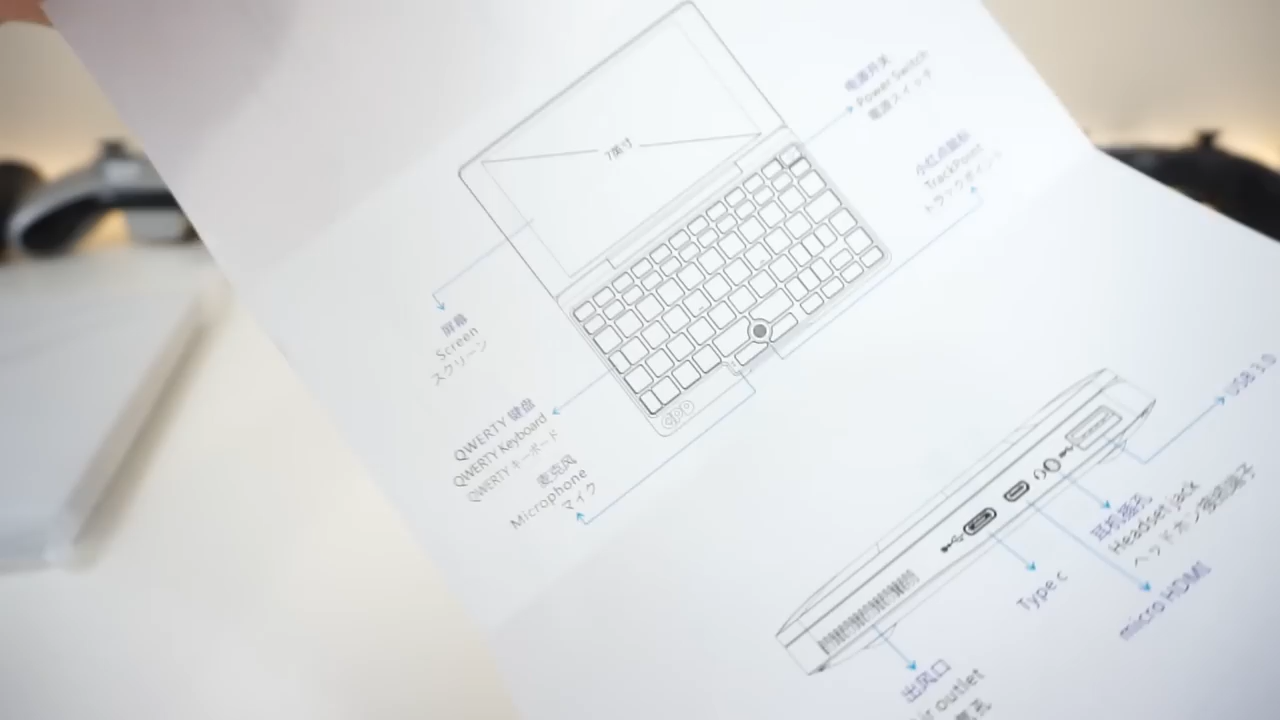 电源开关
Power Switch
電源スイッチ
7英寸
小红点鼠标
TrackPoint
トラックポイント
屏幕
Screen
スクリーン
QWERTY 键盘
QWERTY Keyboard
QWERTY キーボード
麦克风
Microphone
マイク
GPD
USB 3.0
耳机插孔
Headset jack
ヘッドホン接続端子
micro HDMI
Type c
出风口
outlet